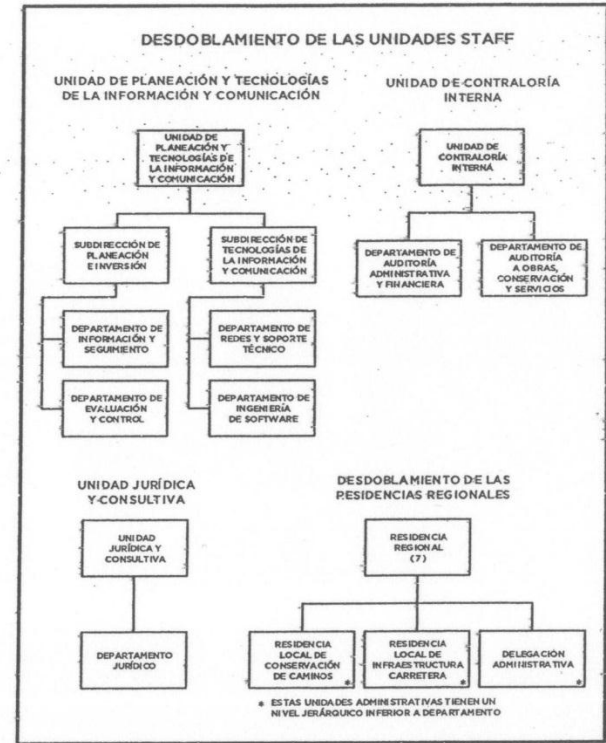 DESDOBLAMIENTO DE LAS UNIDADES STAFF
UNIDAD DE PLANEACIÓN Y TECNOLOGÍAS
DE LA INFORMACIÓN Y COMUNICACIÓN
UNIDAD DE
PLANEACIÓN Y
TECNOLOGÍAS DE
LA INFORMACIÓN
Y COMUNICACIÓN
SUBDIRECCIÓN DE
PLANEACIÓN
E INVERSIÓN
SUBDIRECCIÓN DE
TECNOLOGÍAS DE
LA INFORMACIÓN
Y COMUNICACIÓN
DEPARTAMENTO DE
INFORMACIÓN Y
SEGUIMIENTO
DEPARTAMENTO DE
REDES Y SOPORTE
TÉCNICO
DEPARTAMENTO DE
EVALUACIÓN
Y CONTROL
DEPARTAMENTO DE
INGENIERÍA
DE SOFTWARE
UNIDAD DE CONTRALORÍA
INTERNA
UNIDAD DE
CONTRALORÍA
INTERNA
DEPARTAMENTO DE
AUDITORÍA
ADMINISTRATIVA
Y FINANCIERA
DEPARTAMENTO DE
AUDITORÍA
A OBRAS,
CONSERVACIÓN
Y SERVICIOS
UNIDAD JURÍDICA
Y CONSULTIVA
UNIDAD
JURÍDICA Y
CONSULTIVA
DEPARTAMENTO
JURÍDICO
DESDOBLAMIENTO DE LAS
RESIDENCIAS REGIONALES
RESIDENCIA
REGIONAL
(7)
RESIDENCIA
LOCAL DE
CONSERVACIÓN
DE CAMINOS *
RESIDENCIA
LOCAL DE
INFRAESTRUCTURA
CARRETERA *
DELEGACIÓN
ADMINISTRATIVA *
* ESTAS UNIDADES ADMINISTRATIVAS TIENEN UN
NIVEL JERÁRQUICO INFERIOR A DEPARTAMENTO